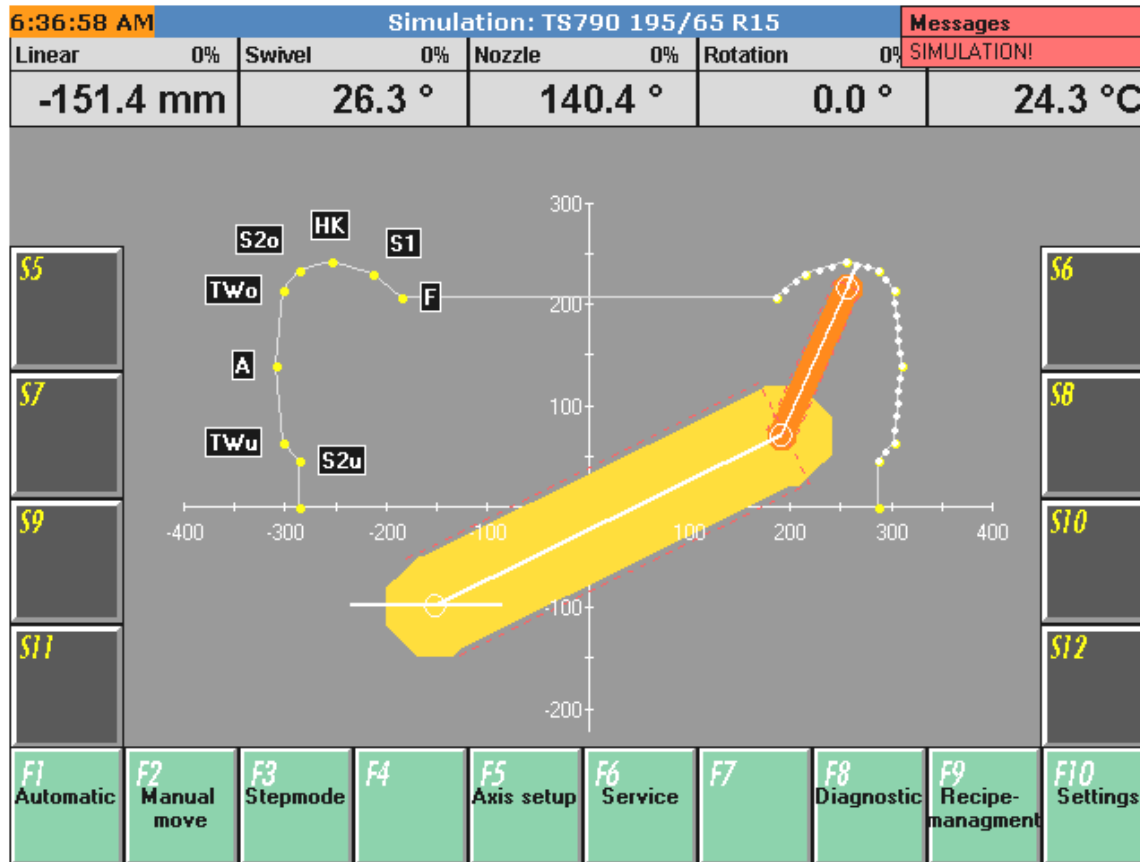 6:36:58 AM
Simulation: TS790 195/65 R15
Messages
SIMULATION!
Linear 0%
-151.4 mm
Swivel 0%
26.3 °
Nozzle 0%
140.4 °
Rotation 0%
0.0 °
24.3 °C
300
HK
S2o
S1
TWo
F
200
A
100
TWu
S2u
-400 -300 -200 -100 100 200 300 400
-100
-200
S5
S6
S7
S8
S9
S10
S11
S12
F1
Automatic
F2
Manual
move
F3
Stepmode
F4
F5
Axis setup
F6
Service
F7
F8
Diagnostic
F9
Recipe-
managment
F10
Settings